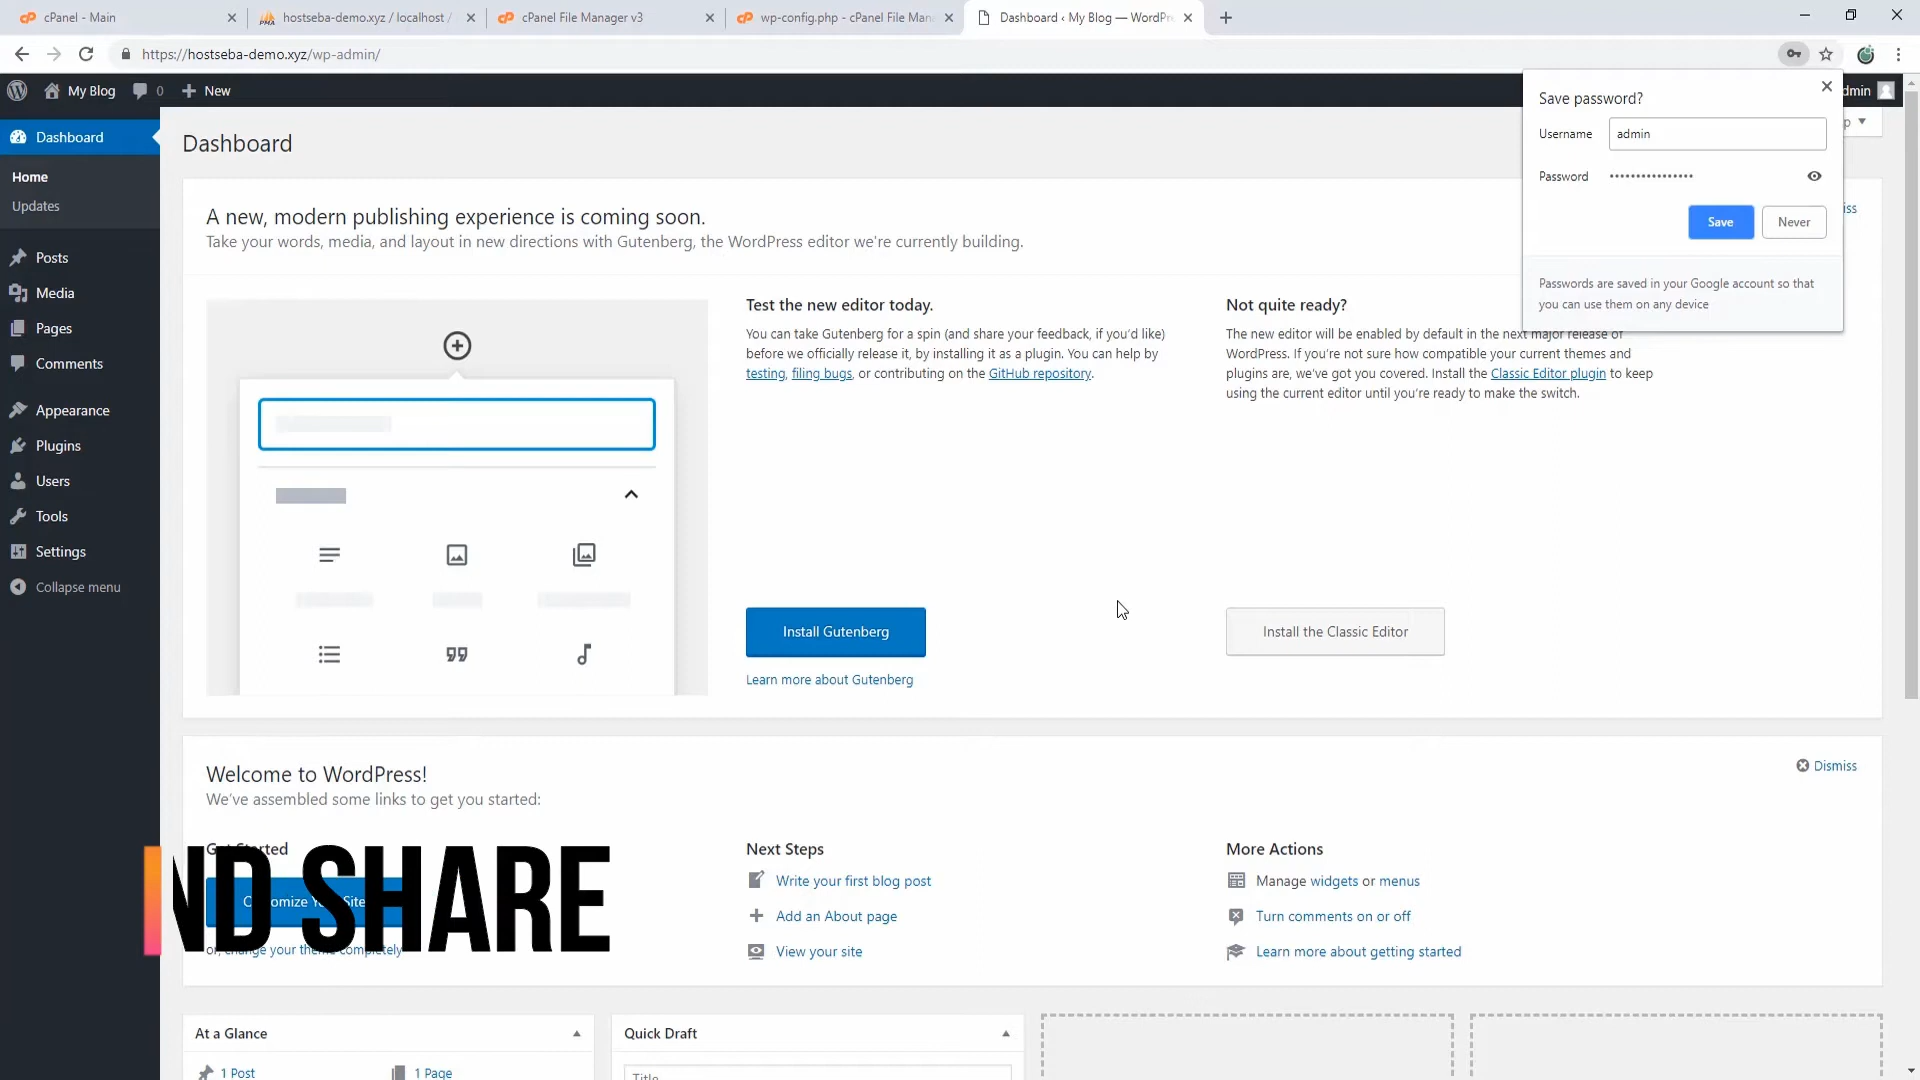 cPanel - Main
hostseba-demo.xyz / localhost /
cPanel File Manager v3
wp-config.php - cPanel File Man
Dashboard ‹ My Blog — WordPr
https://hostseba-demo.xyz/wp-admin/
My Blog
0
New
dmin
Save password?
Username
admin
Password
••••••••••••••••
Save
Never
Passwords are saved in your Google account so that
you can use them on any device
p
iss
Dashboard
Home
Updates
Posts
Media
Pages
Comments
Appearance
Plugins
Users
Tools
Settings
Collapse menu
Dashboard
A new, modern publishing experience is coming soon.
Take your words, media, and layout in new directions with Gutenberg, the WordPress editor we're currently building.
Test the new editor today.
You can take Gutenberg for a spin (and share your feedback, if you'd like)
before we officially release it, by installing it as a plugin. You can help by
testing, filing bugs, or contributing on the GitHub repository.
Install Gutenberg
Learn more about Gutenberg
Not quite ready?
The new editor will be enabled by default in the next major release of
WordPress. If you're not sure how compatible your current themes and
plugins are, we've got you covered. Install the Classic Editor plugin to keep
using the current editor until you're ready to make the switch.
Install the Classic Editor
Welcome to WordPress!
We've assembled some links to get you started:
Dismiss
ND SHARE
or, change your theme completely
Next Steps
Write your first blog post
Add an About page
View your site
More Actions
Manage widgets or menus
Turn comments on or off
Learn more about getting started
At a Glance
1 Post
1 Page
Quick Draft
Title